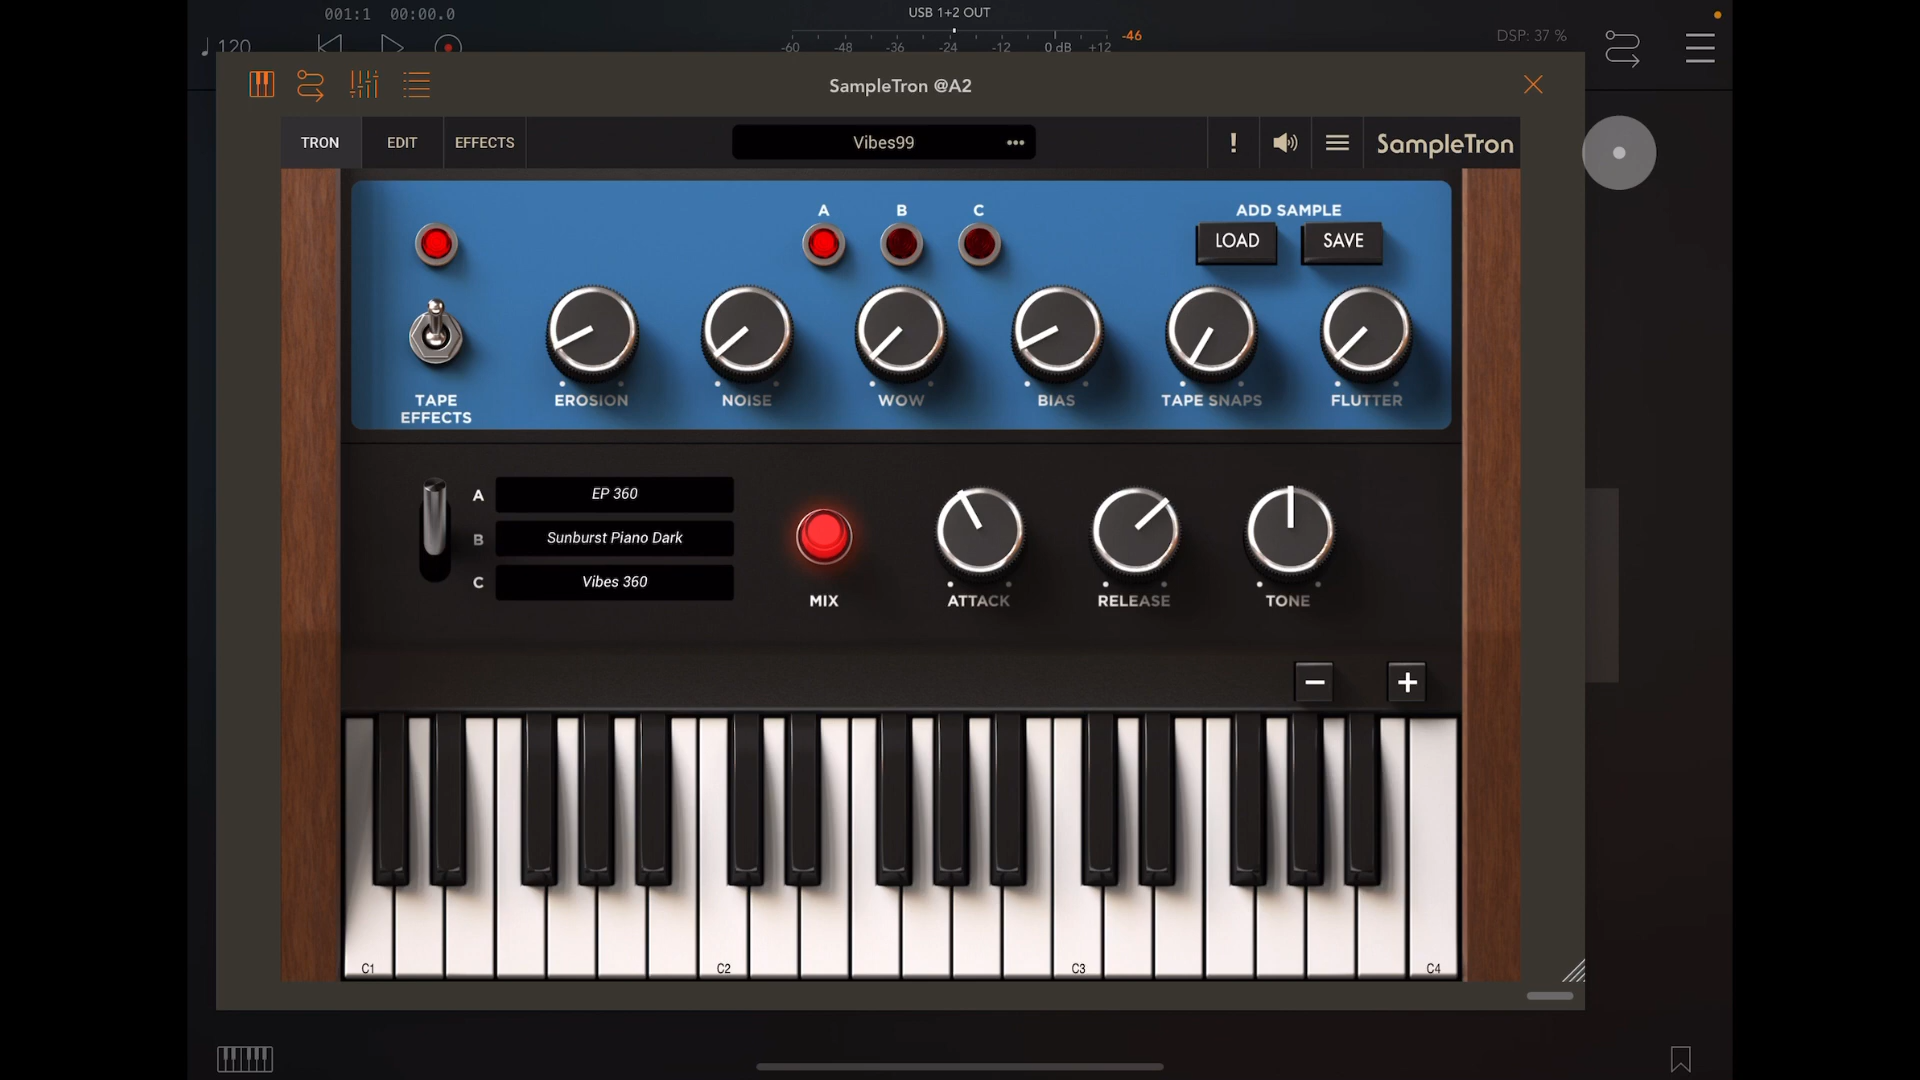 001:1 00:00.0
USB 1+2 OUT
120
-60 -48 -36 -24 -12 0 dB +12
-46
DSP: 37 %
SampleTron @A2
TRON
EDIT
EFFECTS
Vibes99
!
SampleTron
A
B
C
ADD SAMPLE
LOAD
SAVE
TAPE
EFFECTS
EROSION
NOISE
WOW
BIAS
TAPE SNAPS
FLUTTER
A EP 360
B Sunburst Piano Dark
C Vibes 360
MIX
ATTACK
RELEASE
TONE
C1
C2
C3
C4